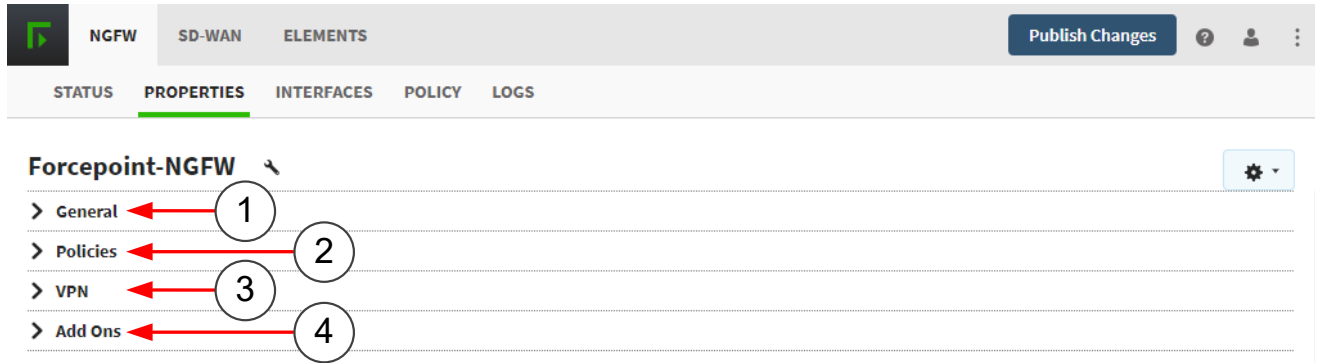 NGFW SD-WAN ELEMENTS Publish Changes
STATUS PROPERTIES INTERFACES POLICY LOGS
Forcepoint-NGFW
General 1
Policies 2
VPN 3
Add Ons 4